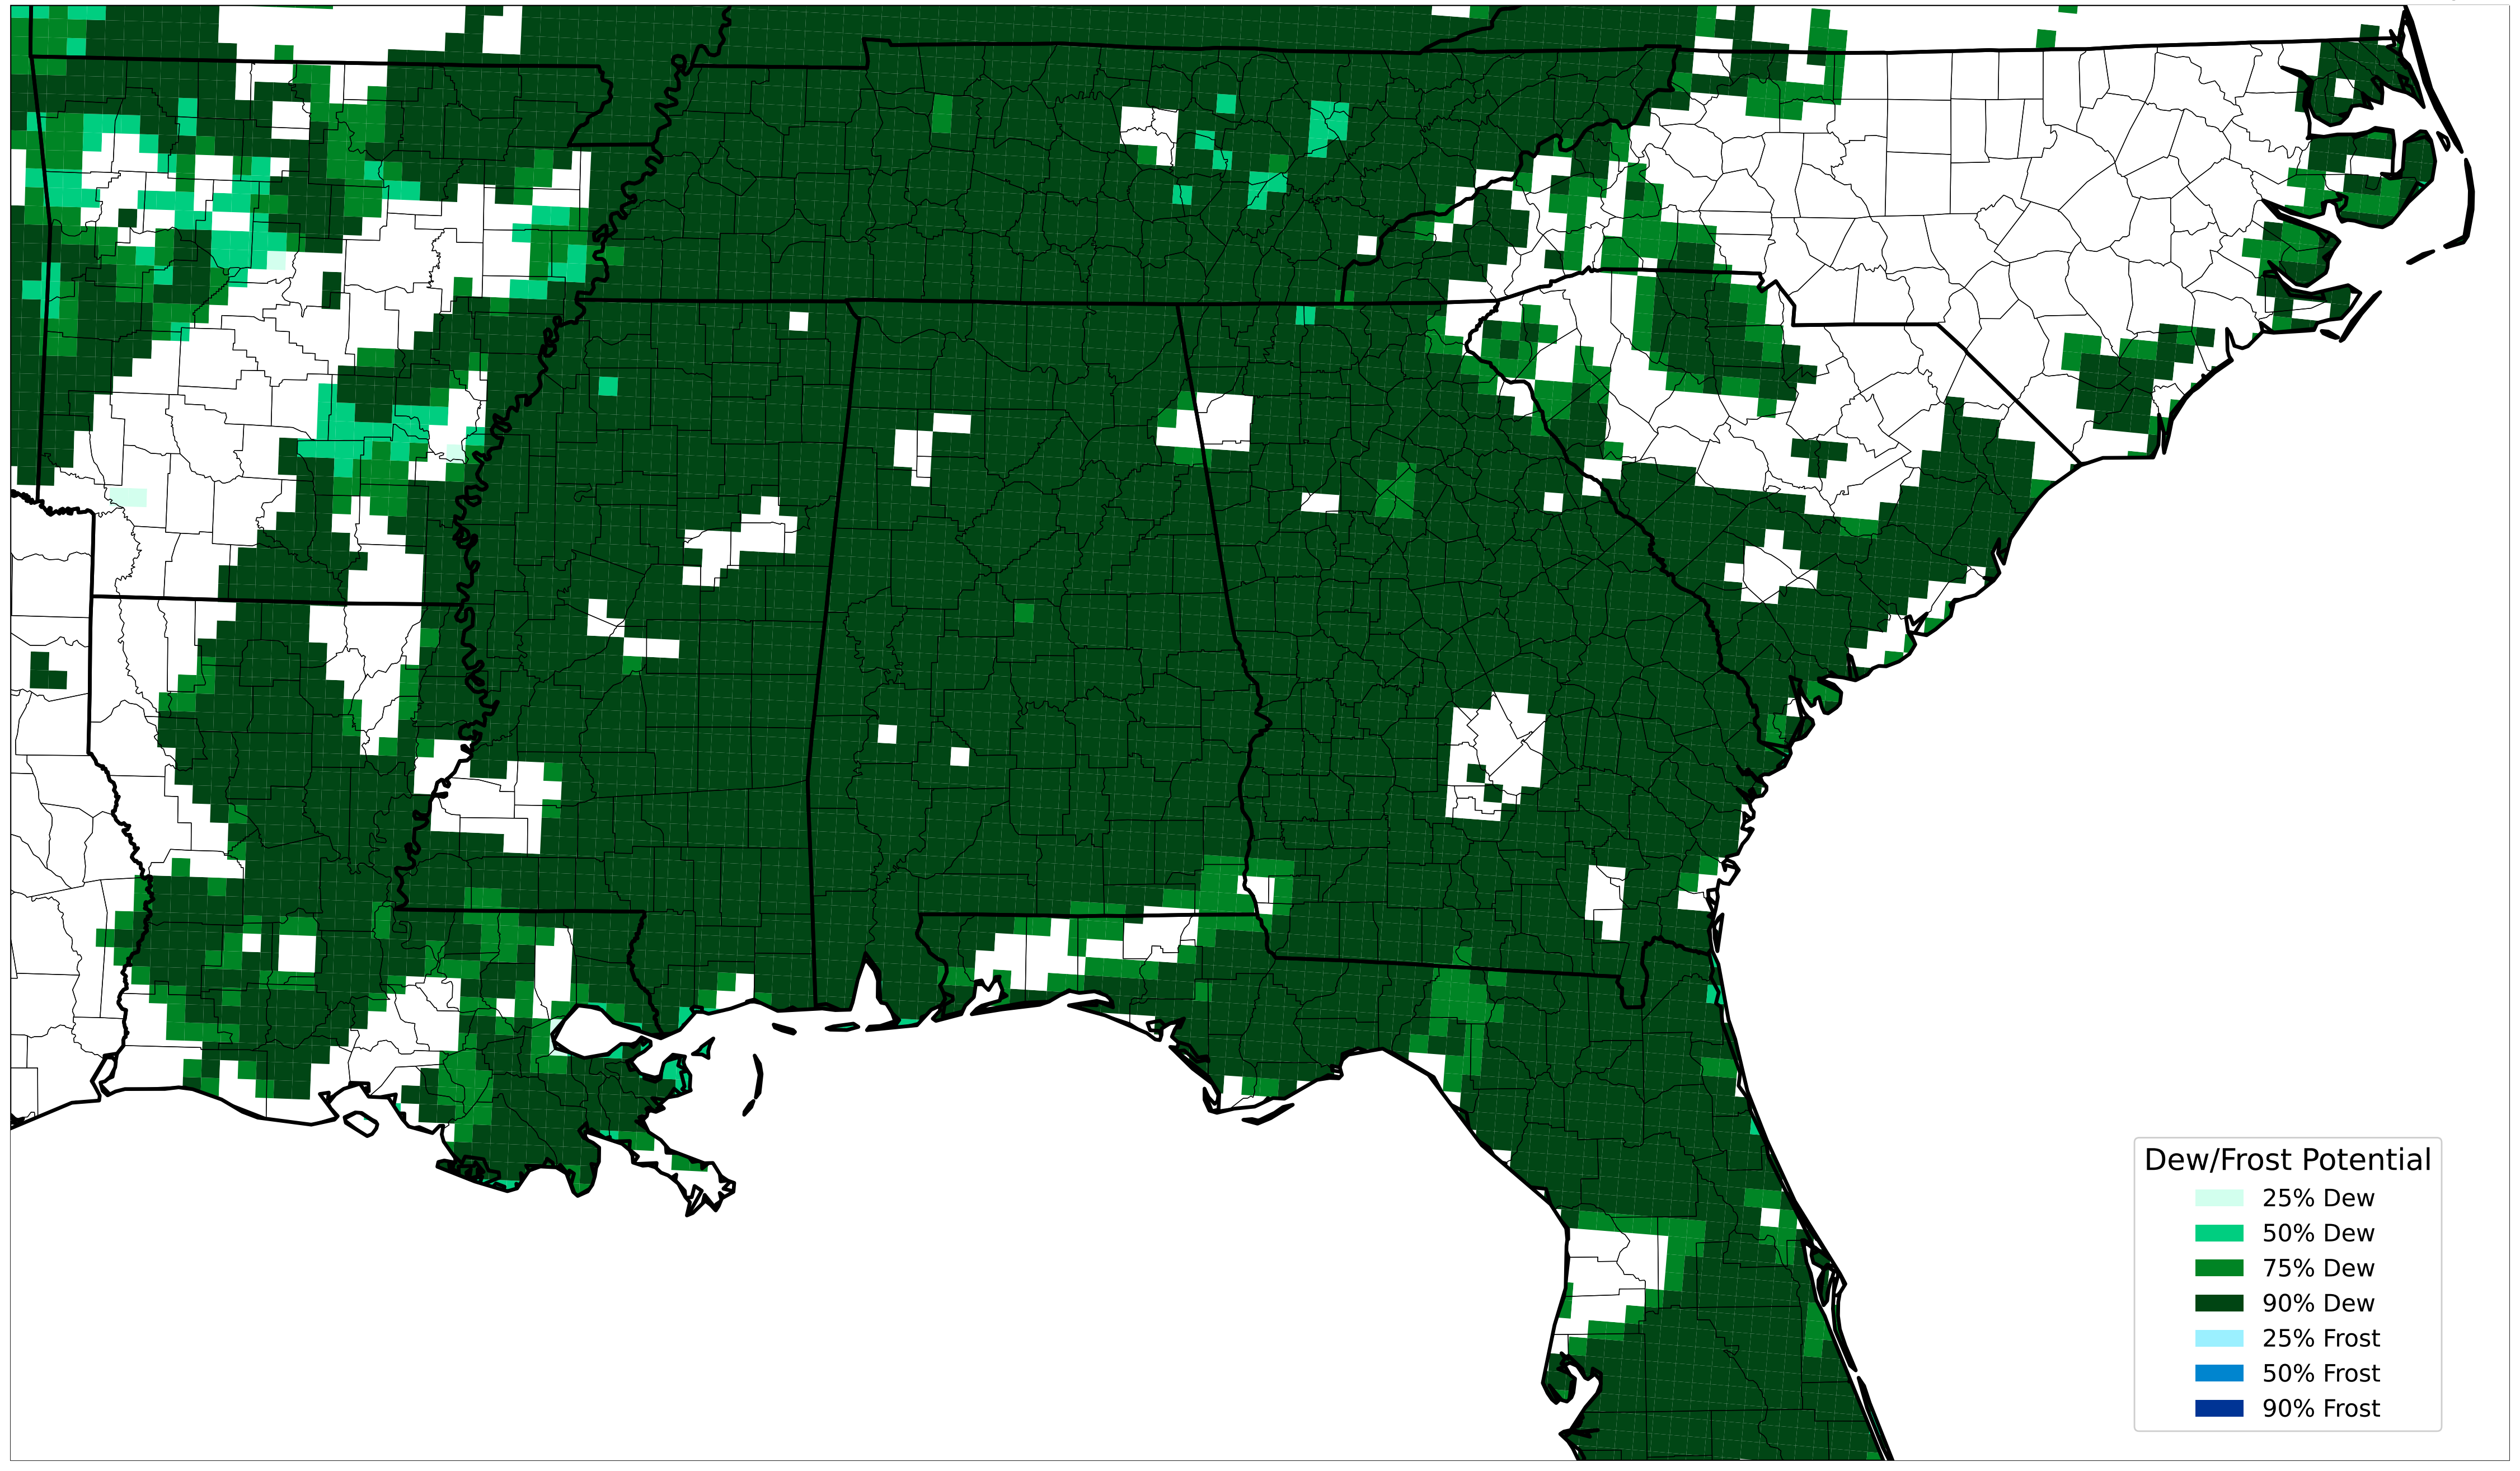 Dew/Frost Potential
25% Dew
50% Dew
75% Dew
90% Dew
25% Frost
50% Frost
90% Frost